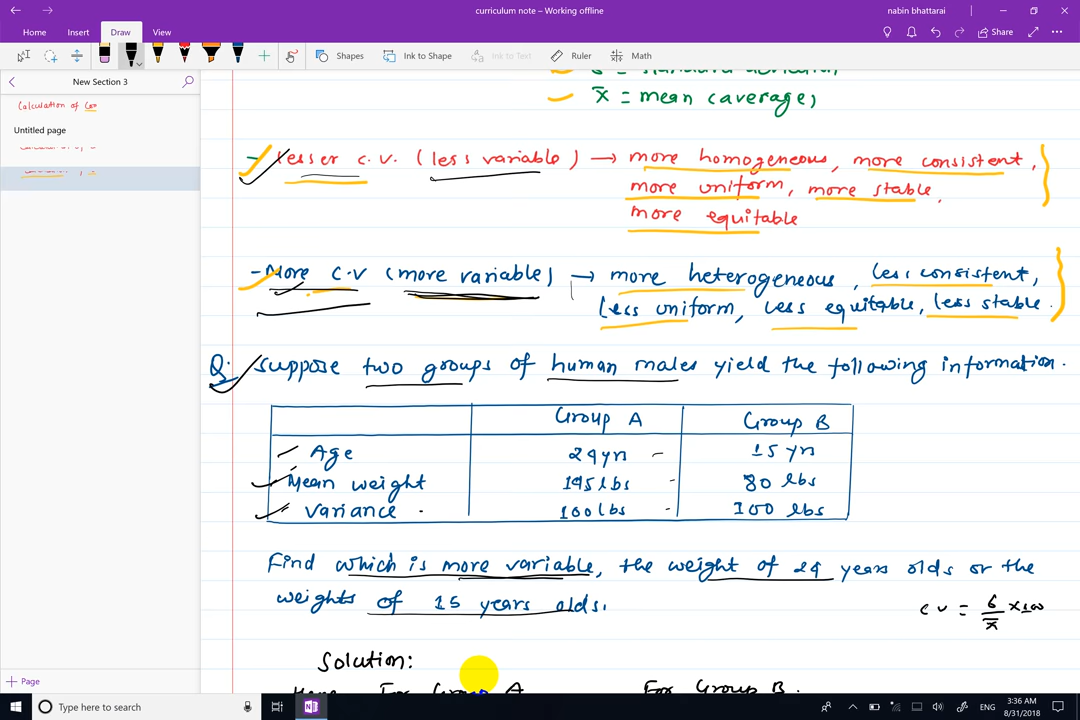 curriculum note – Working offline
nabin bhattarai
Home Insert Draw View
Share
Shapes Ink to Shape Ink to Text Ruler Math
New Section 3
Calculation of
Untitled page
σ = standard deviation
x̄ = mean (average)
- Lesser c.v. (less variable) → more homogeneous, more consistent,
more uniform, more stable,
more equitable
- More c.v (more variable) → more heterogeneous, less consistent,
less uniform, less equitable, less stable.
Q. Suppose two groups of human males yield the following information.
Group A Group B
Age 24 yrs 15 yrs
Mean weight 145 lbs 80 lbs
Variance 100 lbs 100 lbs
Find which is more variable, the weight of 24 years olds or the
weights of 15 years olds.
cv = σ/x̄ ×100
Solution:
Here For Group A For Group B.
+ Page
Type here to search
ENG
3:36 AM
8/31/2018